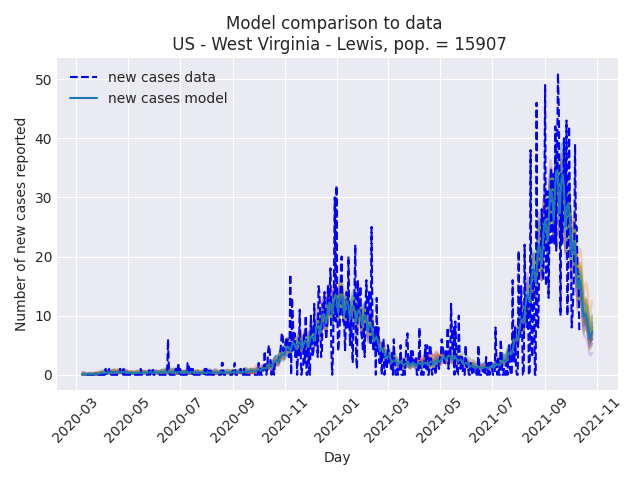 Model comparison to data
US - West Virginia - Lewis, pop. = 15907
new cases data
new cases model
Number of new cases reported
50
40
30
20
10
0
2020-03
2020-05
2020-07
2020-09
2020-11
2021-01
2021-03
2021-05
2021-07
2021-09
2021-11
Day